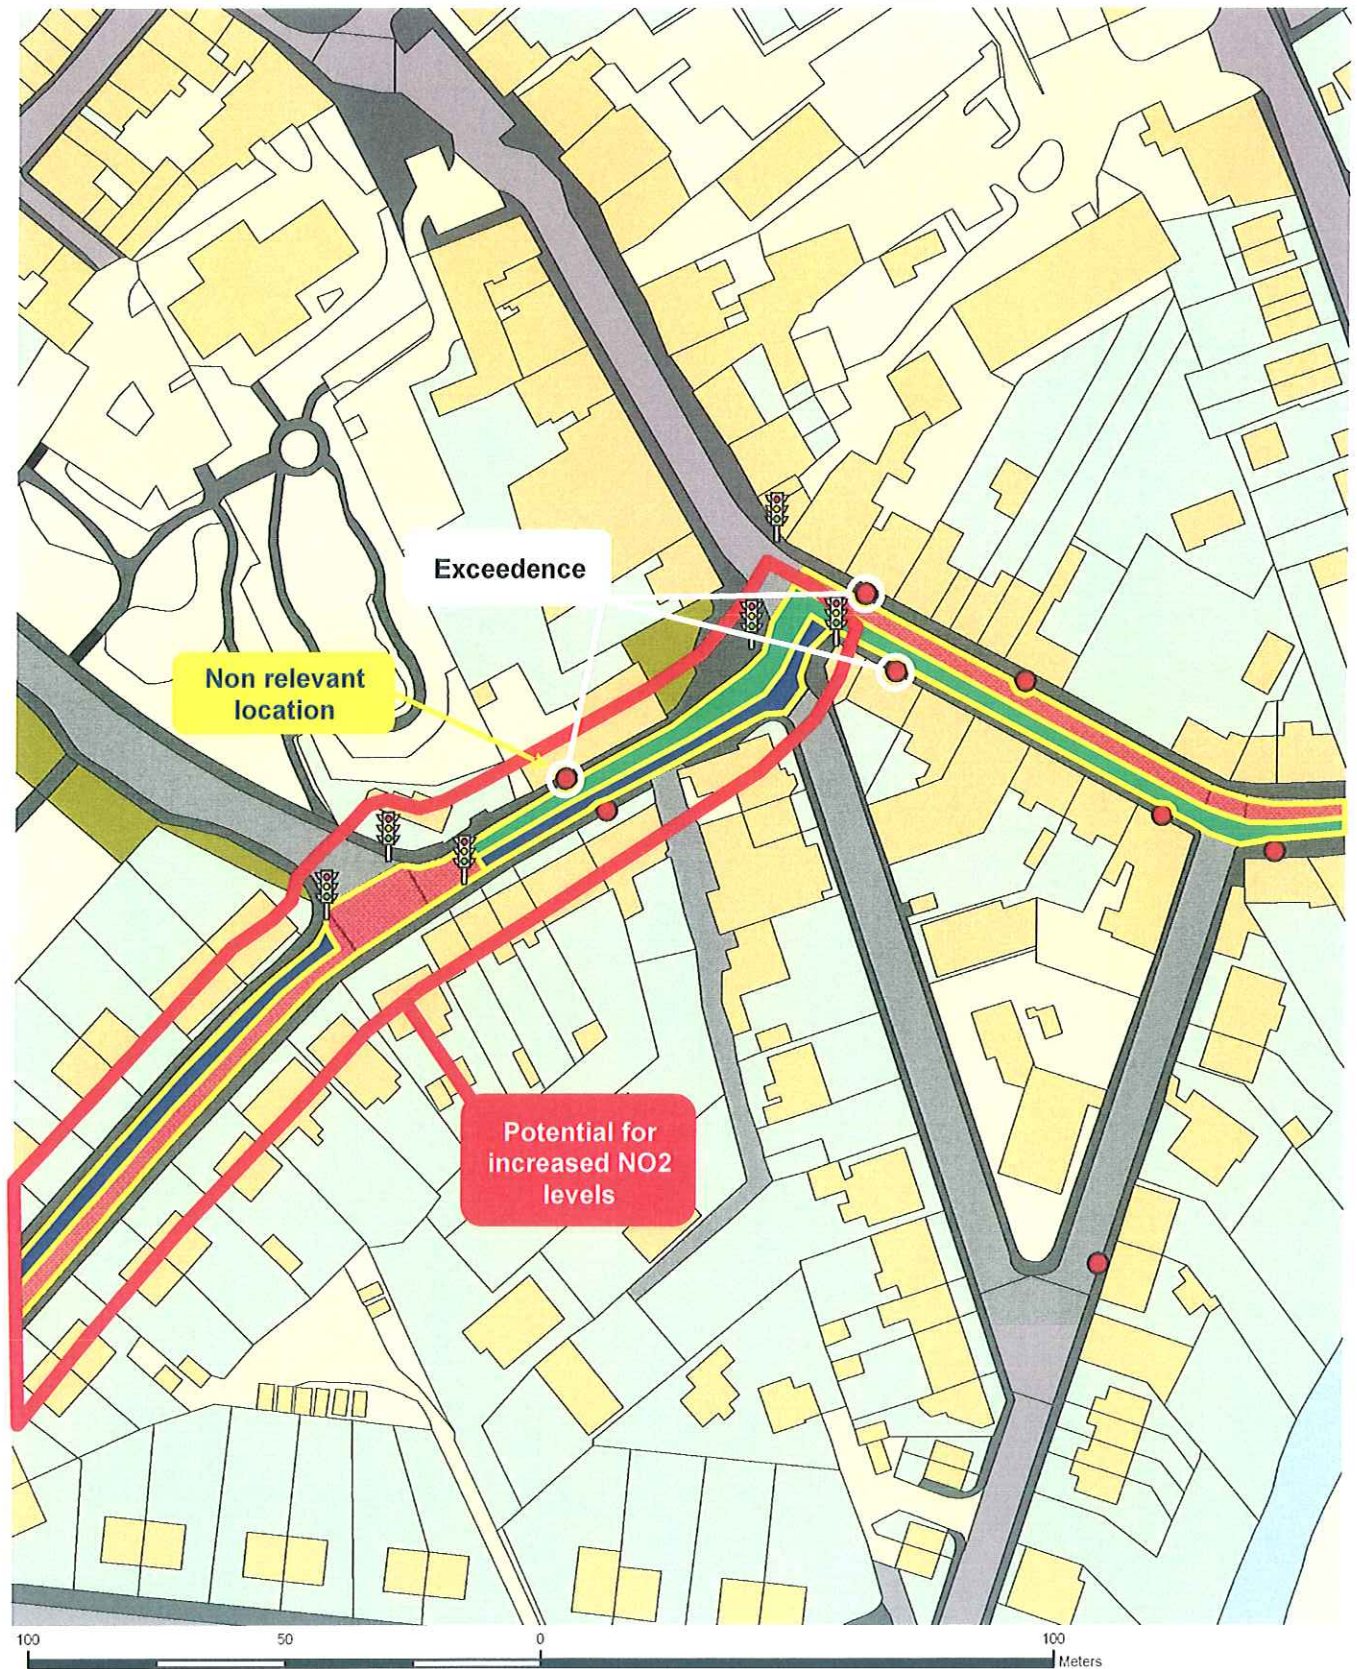 Exceedence
Non relevant
location
Potential for
increased NO2
levels
100 50 0 100
Meters